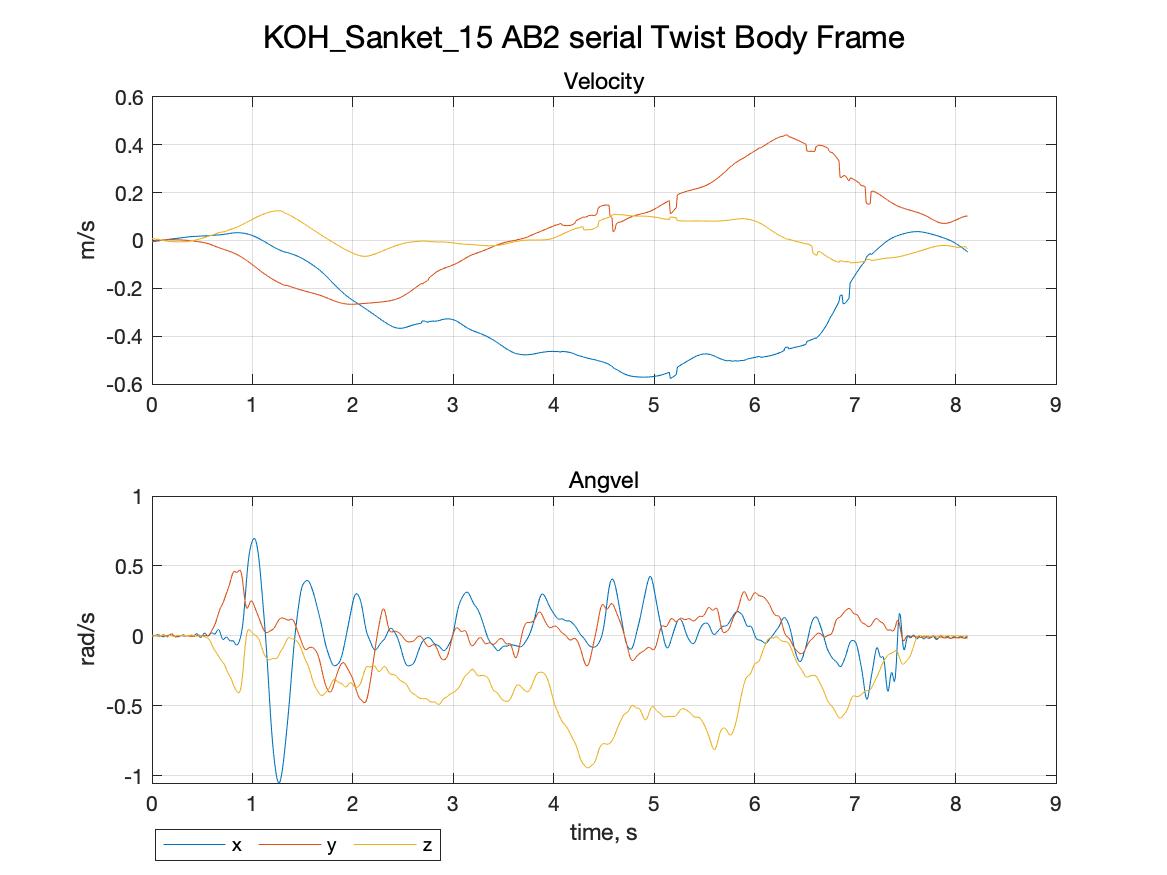 KOH_Sanket_15 AB2 serial Twist Body Frame
Velocity
0.6
0.4
0.2
0
-0.2
-0.4
-0.6
m/s
0 1 2 3 4 5 6 7 8 9
Angvel
1
0.5
0
-0.5
-1
rad/s
0 1 2 3 4 5 6 7 8 9
time, s
x y z